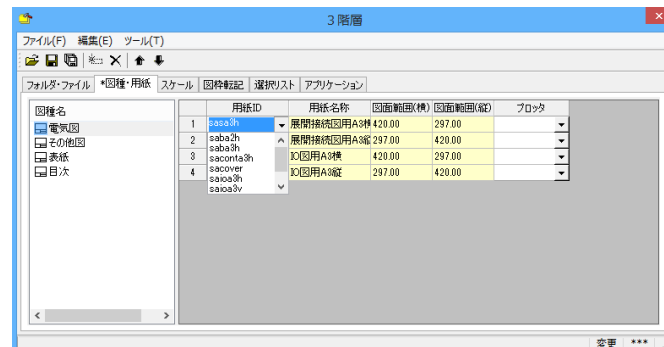 3階層
ファイル(F) 編集(E) ツール(T)
フォルダ・ファイル *図種・用紙 スケール 図枠転記 選択リスト アプリケーション
図種名
電気図
その他図
表紙
目次
用紙ID 用紙名称 図面範囲(横) 図面範囲(縦) プロッタ
1 sasa3h 展開接続図用A3横 420.00 297.00
2 展開接続図用A3縦 297.00 420.00
3 IO図用A3横 420.00 297.00
4 IO図用A3縦 297.00 420.00
saba2h
saba3h
saconta3h
sacover
saioa3h
saioa3v
変更 ***